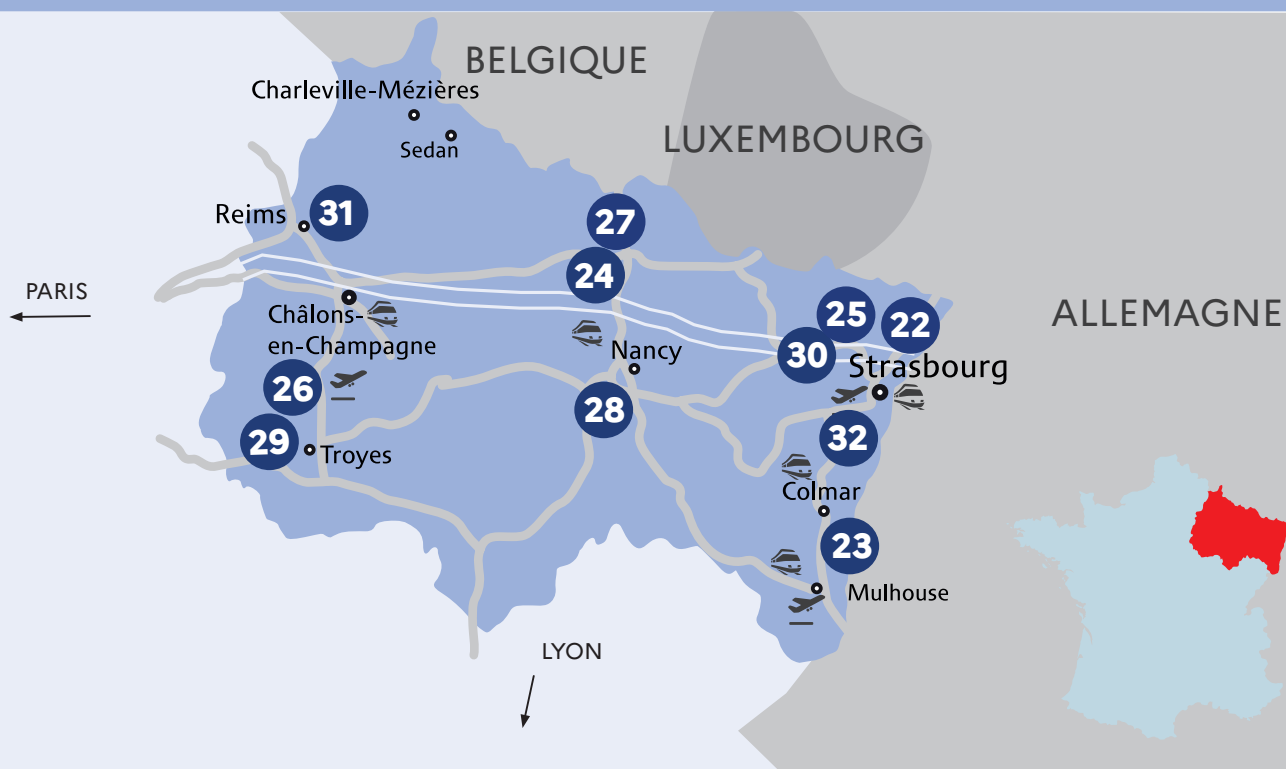 BELGIQUE
Charleville-Mézières
Sedan
LUXEMBOURG
Reims
31
27
24
PARIS
Châlons-
en-Champagne
25
22
ALLEMAGNE
Nancy
30
Strasbourg
26
28
29
Troyes
32
Colmar
23
Mulhouse
LYON